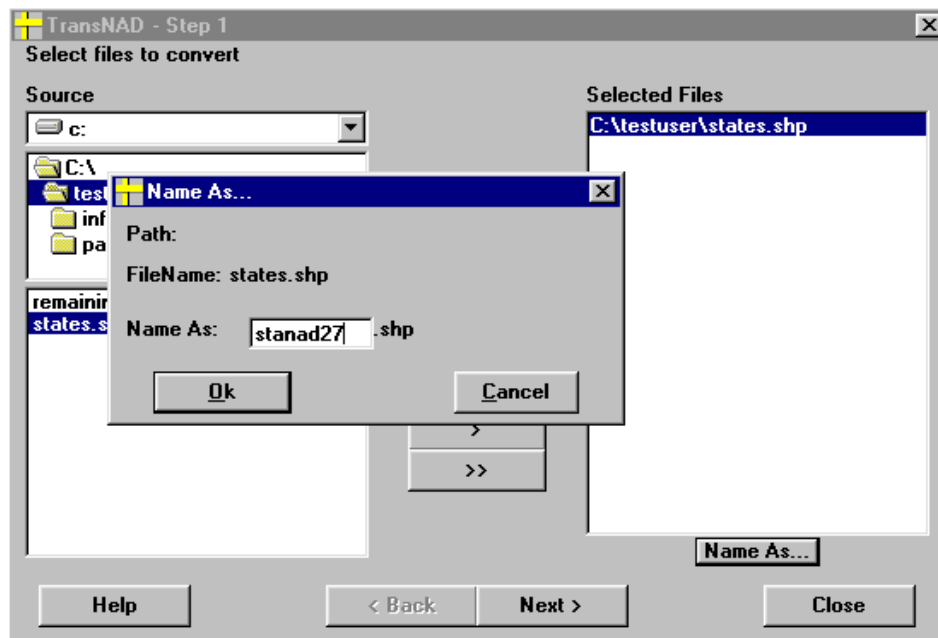 TransNAD - Step 1
Select files to convert
Source
Selected Files
c:
C:\testuser\states.shp
C:\
Name As...
Path:
FileName: states.shp
Name As: stanad27 .shp
Ok
Cancel
>
>>
Name As...
Help
< Back
Next >
Close